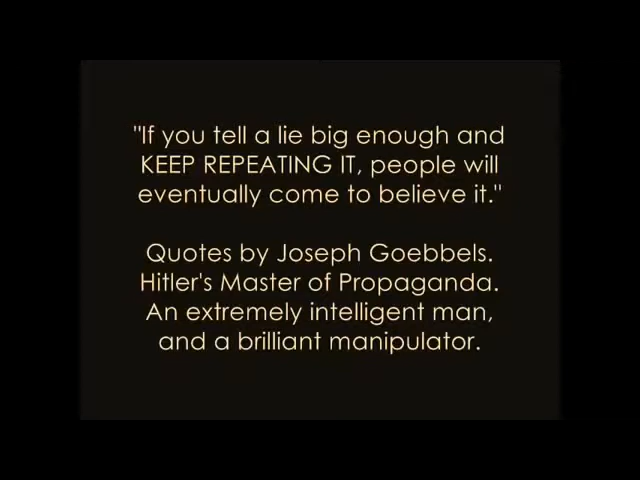 "If you tell a lie big enough and
KEEP REPEATING IT, people will
eventually come to believe it."
Quotes by Joseph Goebbels.
Hitler's Master of Propaganda.
An extremely intelligent man,
and a brilliant manipulator.